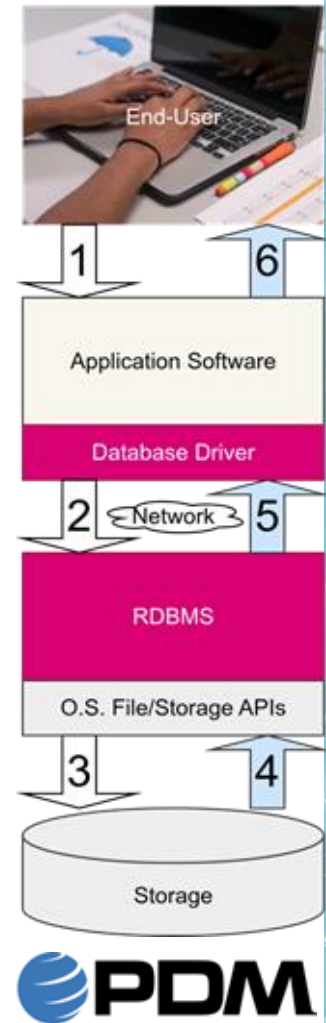 End-User
1
6
Application Software
Database Driver
2
Network
5
RDBMS
O.S. File/Storage APIs
3
4
Storage
PDM